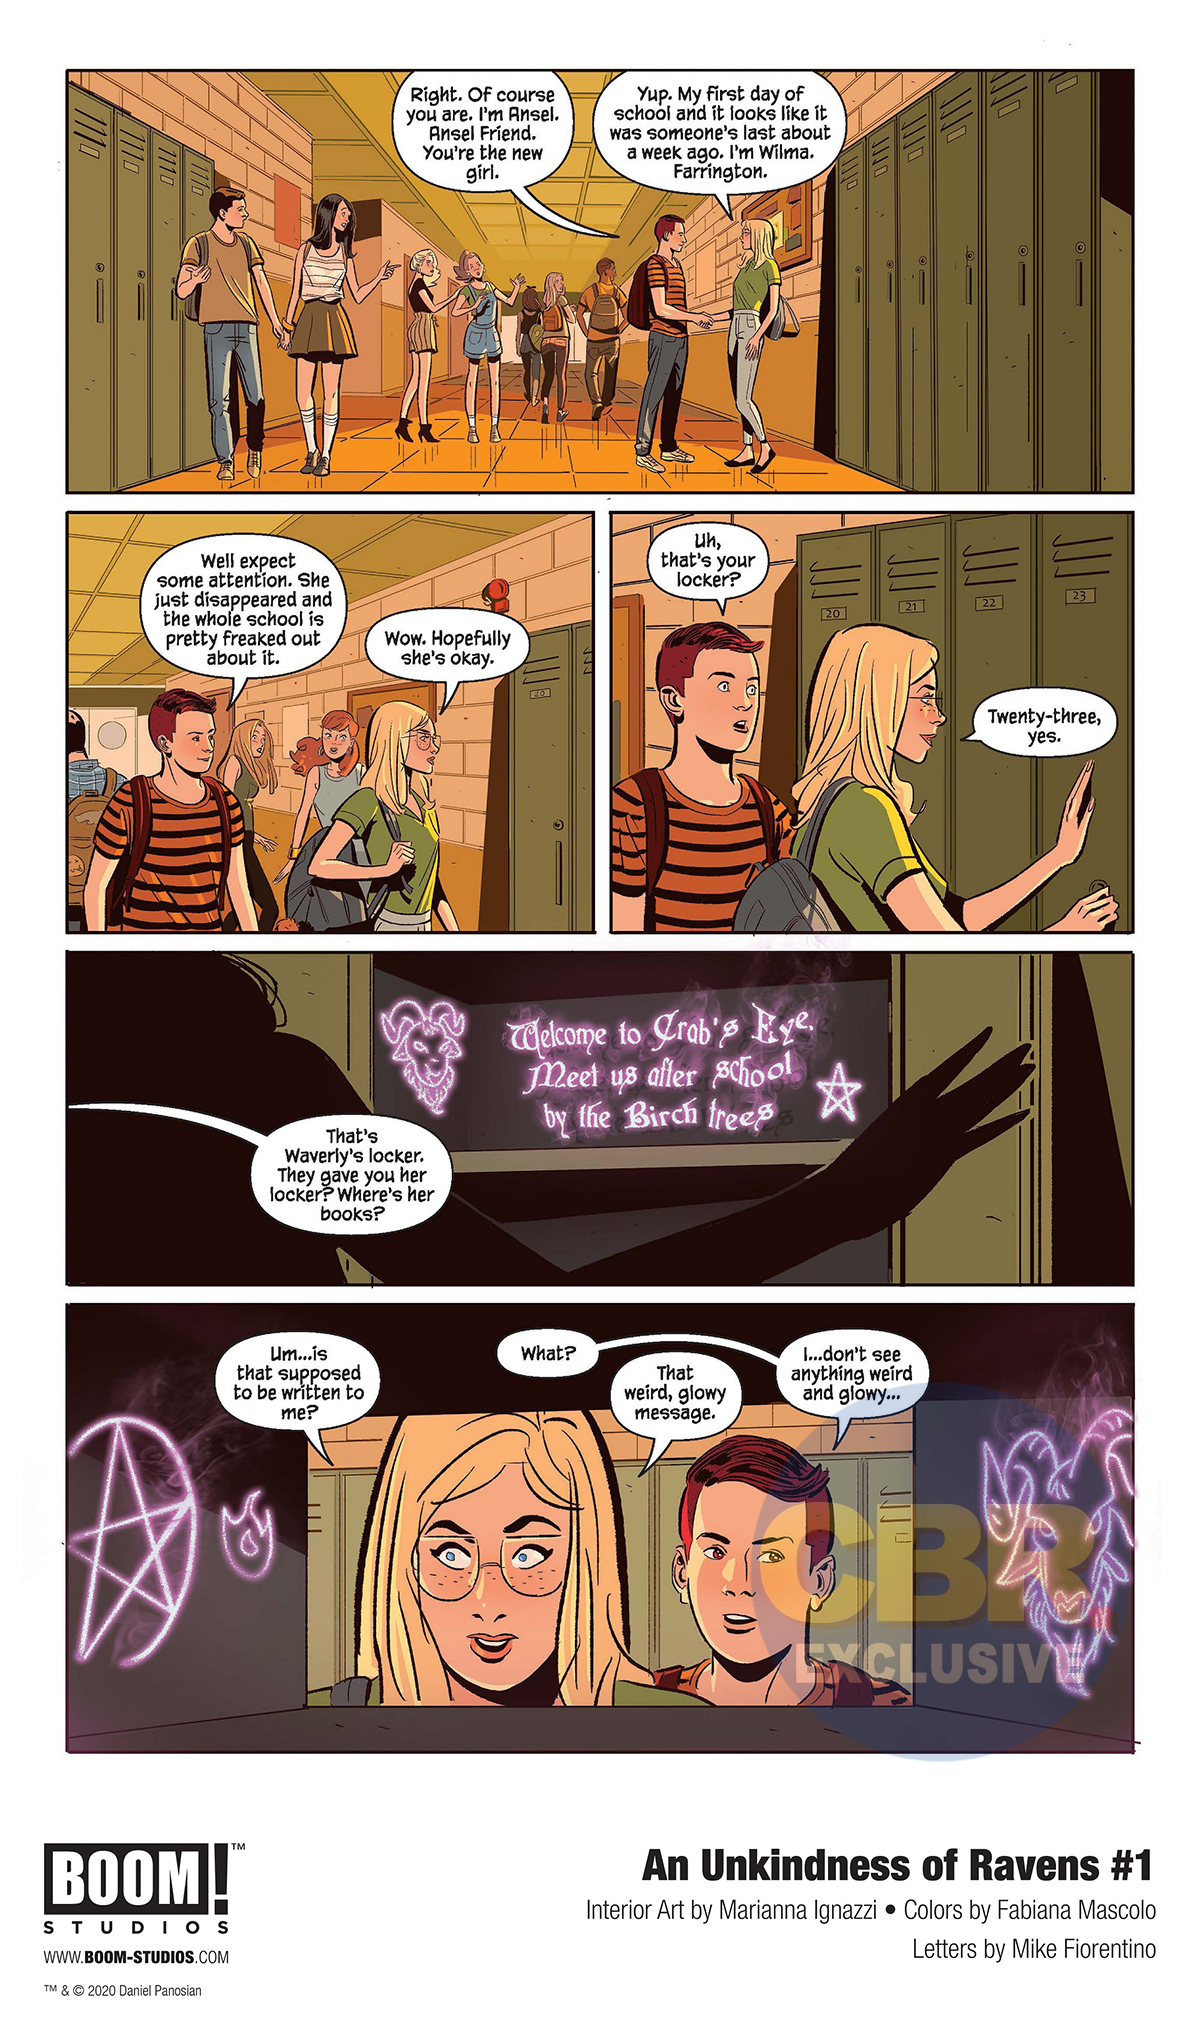 Right. Of course
you are. I'm Ansel.
Ansel Friend.
You're the new
girl.
Yup. My first day of
school and it looks like it
was someone's last about
a week ago. I'm Wilma.
Farrington.
Well expect
some attention. She
just disappeared and
the whole school is
pretty freaked out
about it.
Wow. Hopefully
she's okay.
20
Uh,
that's your
locker?
20
21
22
23
Twenty-three,
yes.
Welcome to Crab's Eye.
Meet us after school
by the Birch trees
That's
Waverly's locker.
They gave you her
locker? Where's her
books?
Um...is
that supposed
to be written to
me?
What?
That
weird, glowy
message.
I...don't see
anything weird
and glowy...
CBR
EXCLUSIVE
BOOM!™
STUDIOS
WWW.BOOM-STUDIOS.COM
™ & © 2020 Daniel Panosian
An Unkindness of Ravens #1
Interior Art by Marianna Ignazzi • Colors by Fabiana Mascolo
Letters by Mike Fiorentino